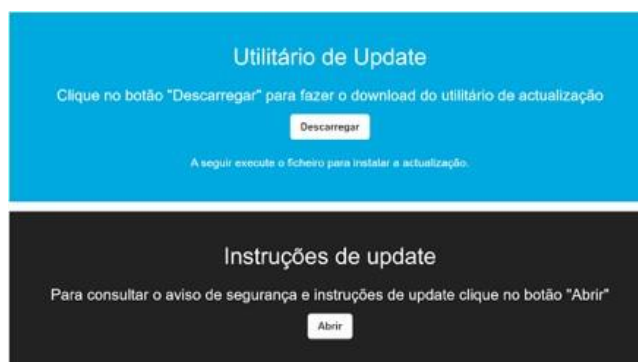 Utilitário de Update
Clique no botão "Descarregar" para fazer o download do utilitário de actualização
Descarregar
A seguir execute o ficheiro para instalar a actualização.
Instruções de update
Para consultar o aviso de segurança e instruções de update clique no botão "Abrir"
Abrir